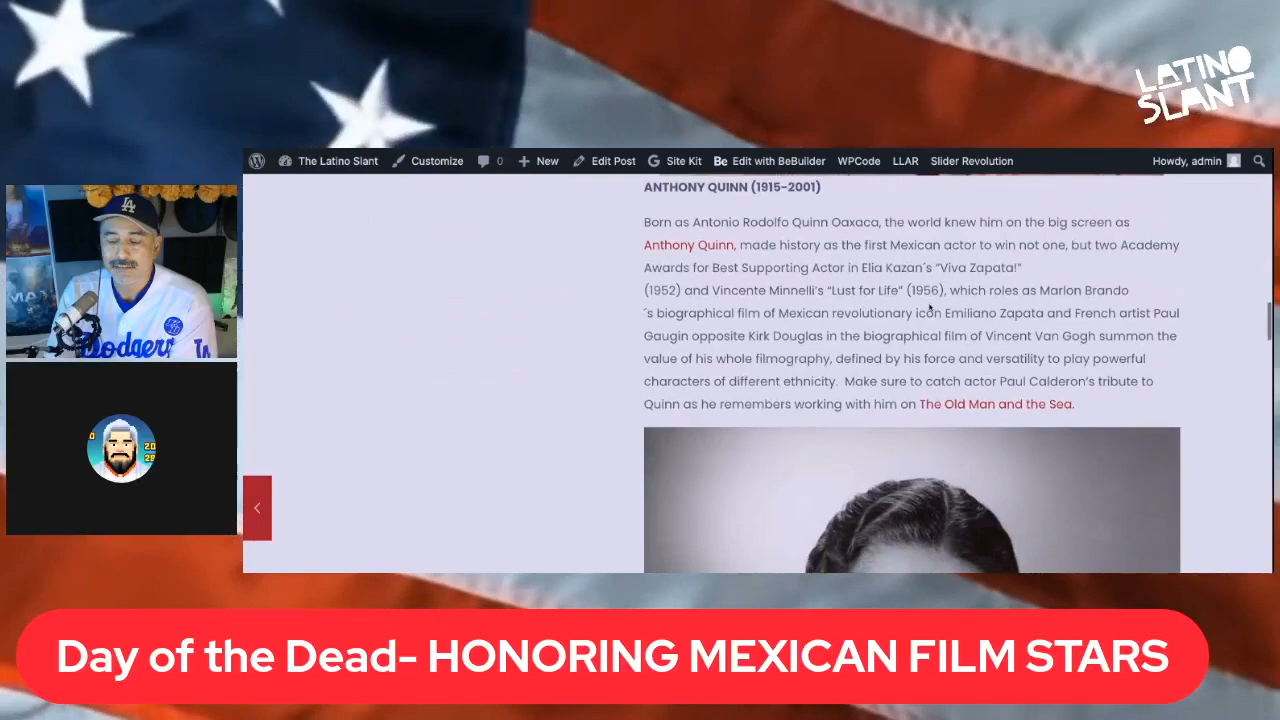 LATINO
SLANT
The Latino Slant Customize 0 New Edit Post Site Kit Be Edit with BeBuilder WPCode LLAR Slider Revolution Howdy, admin
ANTHONY QUINN (1915-2001)
Born as Antonio Rodolfo Quinn Oaxaca, the world knew him on the big screen as
Anthony Quinn, made history as the first Mexican actor to win not one, but two Academy
Awards for Best Supporting Actor in Elia Kazan´s “Viva Zapata!”
(1952) and Vincente Minnelli’s “Lust for Life” (1956), which roles as Marlon Brando
´s biographical film of Mexican revolutionary icon Emiliano Zapata and French artist Paul
Gaugin opposite Kirk Douglas in the biographical film of Vincent Van Gogh summon the
value of his whole filmography, defined by his force and versatility to play powerful
characters of different ethnicity. Make sure to catch actor Paul Calderon’s tribute to
Quinn as he remembers working with him on The Old Man and the Sea.
LA
Dodgers
0
20
Day of the Dead- HONORING MEXICAN FILM STARS